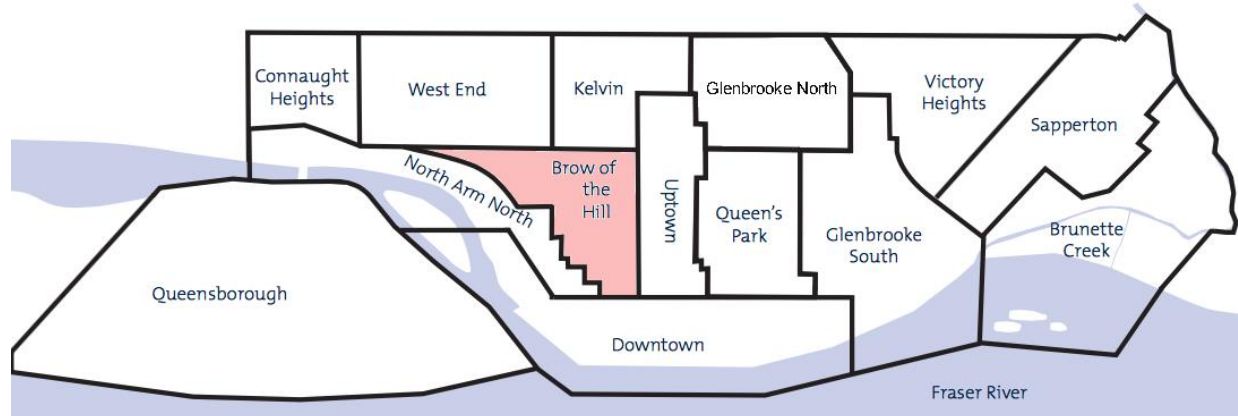 Connaught
Heights
West End
Kelvin
Glenbrooke North
Victory
Heights
Sapperton
North Arm North
Brow of
the
Hill
Uptown
Queen's
Park
Glenbrooke
South
Brunette
Creek
Queensborough
Downtown
Fraser River